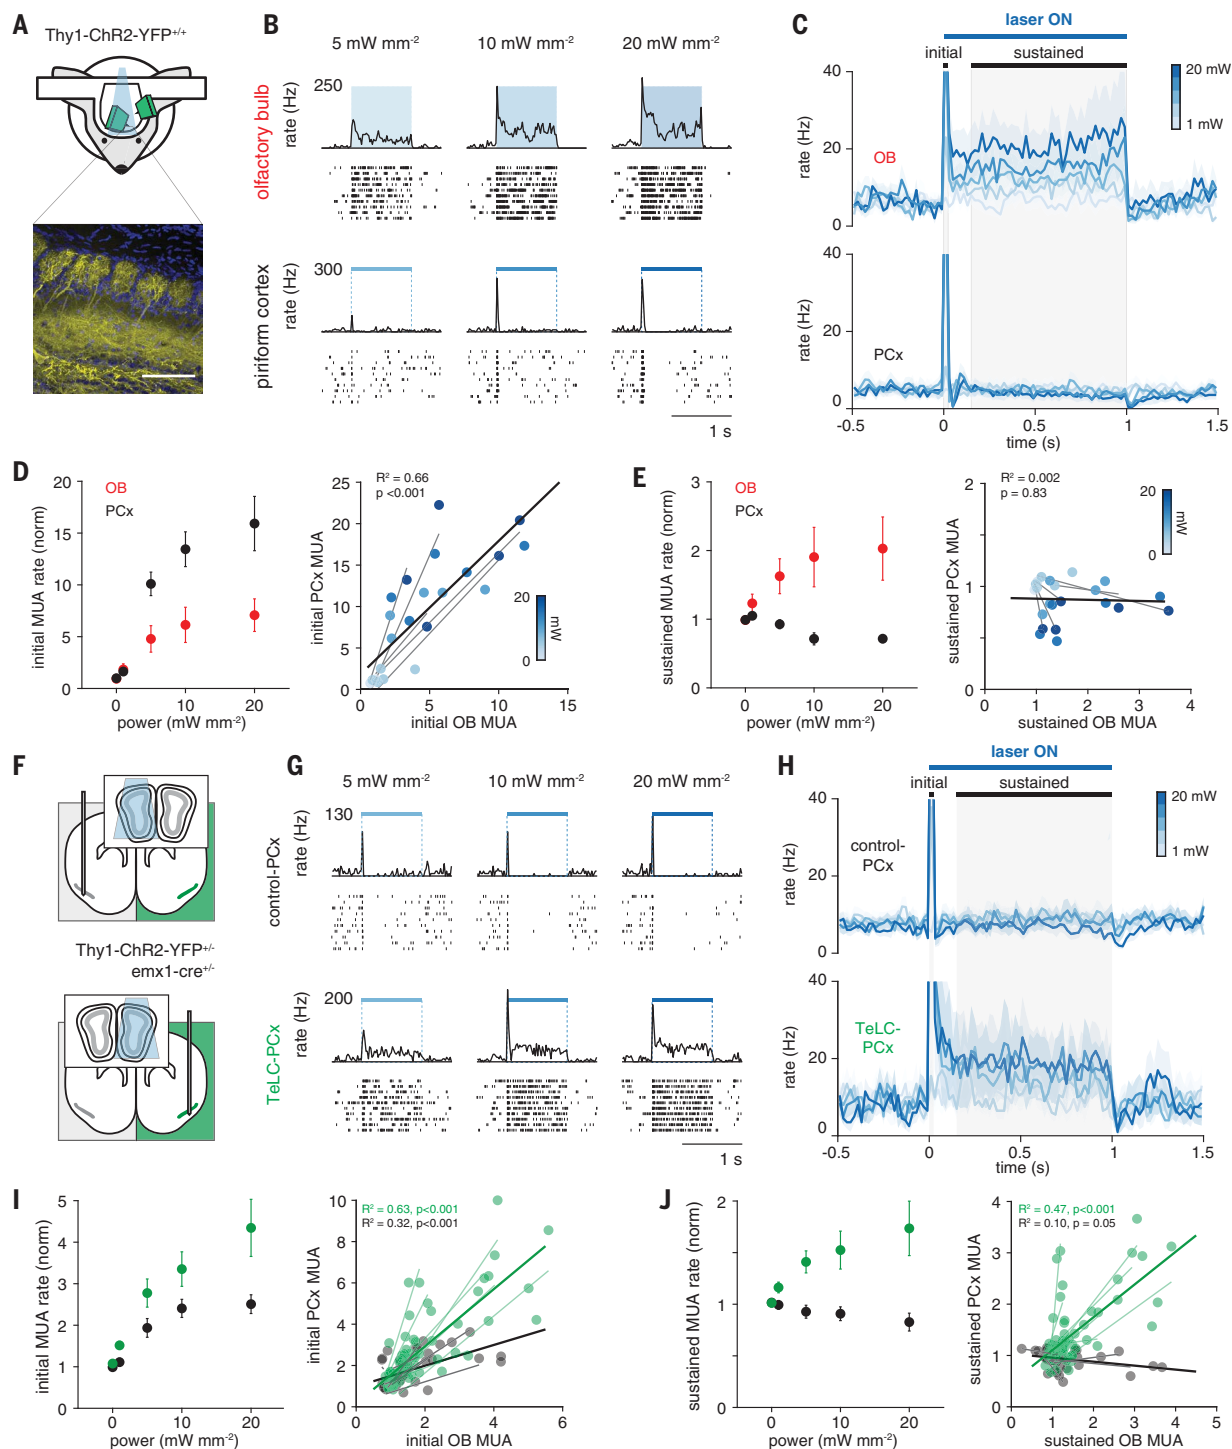 A
Thy1-ChR2-YFP+/+
B
5 mW mm-2
10 mW mm-2
20 mW mm-2
olfactory bulb
250
rate (Hz)
piriform cortex
300
rate (Hz)
1 s
C
laser ON
initial
sustained
40
20
0
rate (Hz)
OB
20 mW
1 mW
40
20
0
rate (Hz)
PCx
-0.5
0
0.5
1
1.5
time (s)
D
initial MUA rate (norm)
20
15
10
5
0
OB
PCx
0
10
20
power (mW mm-2)
initial PCx MUA
R2 = 0.66
p <0.001
25
20
15
10
5
0
20
0
mW
0
5
10
15
initial OB MUA
E
sustained MUA rate (norm)
3
2
1
0
OB
PCx
0
10
20
power (mW mm-2)
sustained PCx MUA
R2 = 0.002
p = 0.83
2
1
0
20
0
mW
0
1
2
3
4
sustained OB MUA
F
Thy1-ChR2-YFP+/-
emx1-cre+/-
G
5 mW mm-2
10 mW mm-2
20 mW mm-2
control-PCx
130
rate (Hz)
TeLC-PCx
200
rate (Hz)
1 s
H
laser ON
initial
sustained
40
20
0
rate (Hz)
control-
PCx
20 mW
1 mW
40
20
0
rate (Hz)
TeLC-
PCx
-0.5
0
0.5
1
1.5
time (s)
I
initial MUA rate (norm)
5
4
3
2
1
0
0
10
20
power (mW mm-2)
initial PCx MUA
R2 = 0.63, p<0.001
R2 = 0.32, p<0.001
10
8
6
4
2
0
0
2
4
6
initial OB MUA
J
sustained MUA rate (norm)
2
1
0
0
10
20
power (mW mm-2)
sustained PCx MUA
R2 = 0.47, p<0.001
R2 = 0.10, p = 0.05
4
3
2
1
0
0
1
2
3
4
5
sustained OB MUA